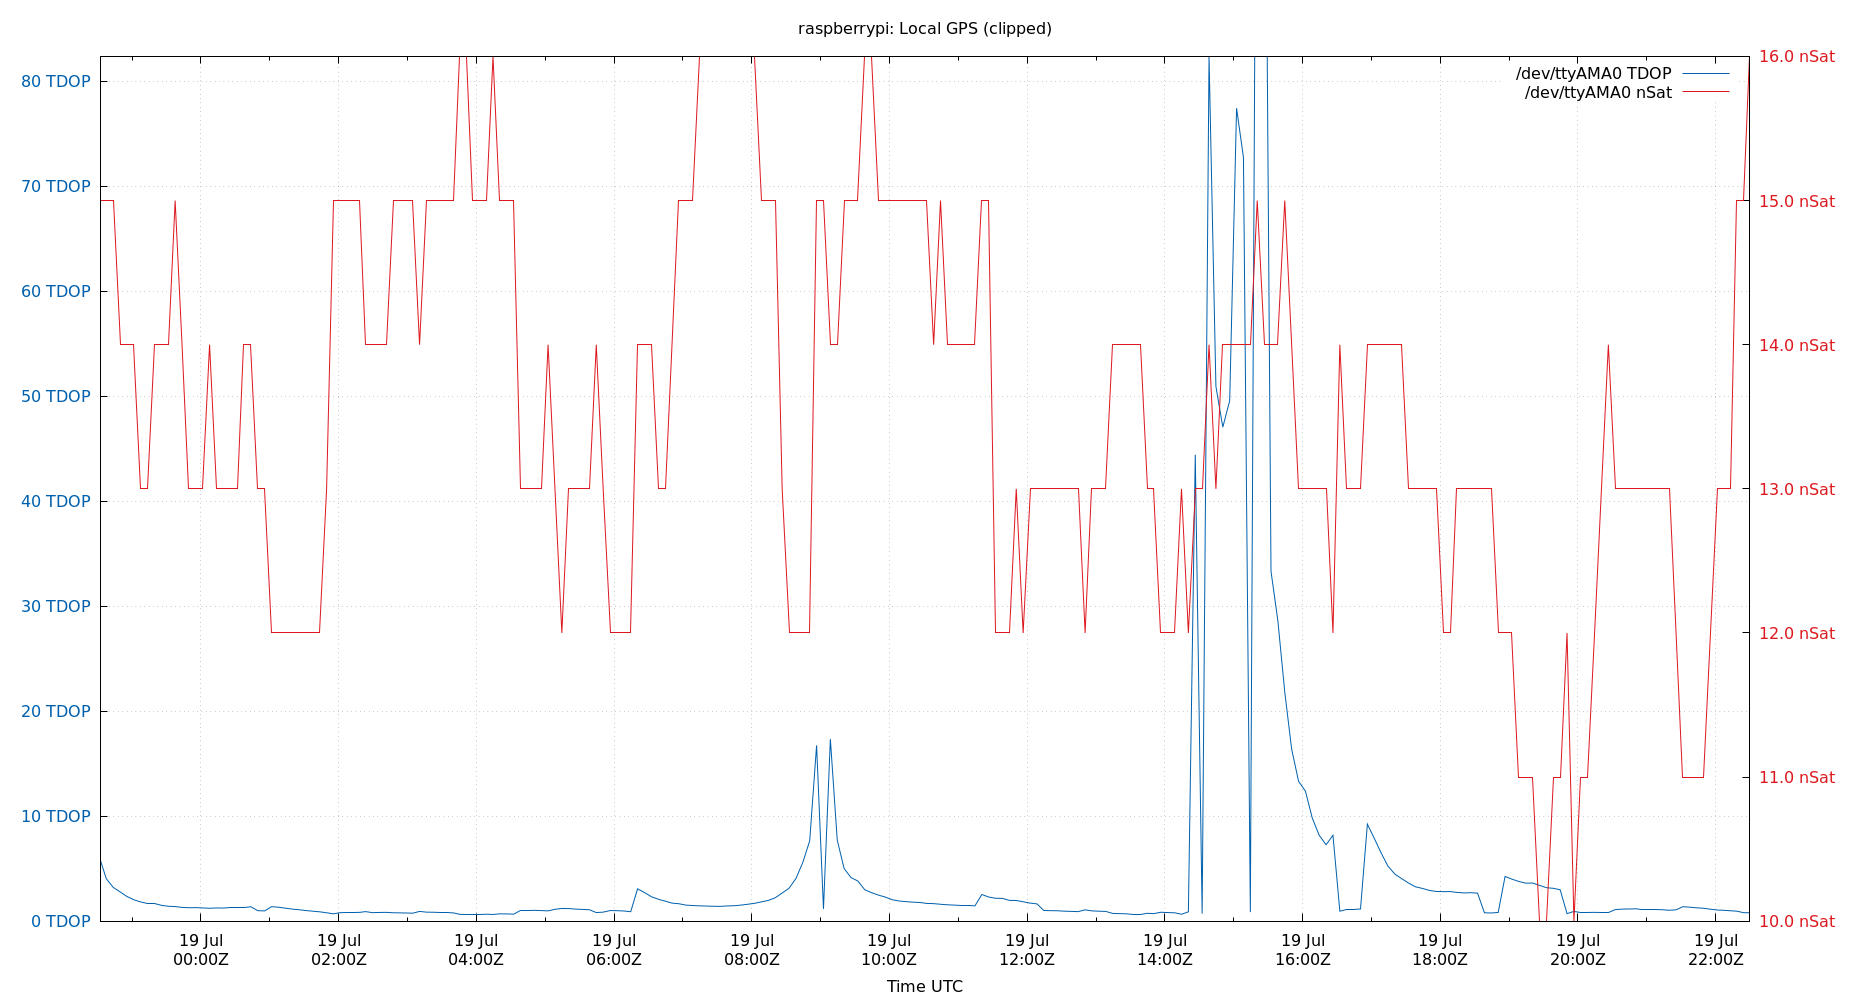 raspberrypi: Local GPS (clipped)
/dev/ttyAMA0 TDOP
/dev/ttyAMA0 nSat
80 TDOP
70 TDOP
60 TDOP
50 TDOP
40 TDOP
30 TDOP
20 TDOP
10 TDOP
0 TDOP
16.0 nSat
15.0 nSat
14.0 nSat
13.0 nSat
12.0 nSat
11.0 nSat
10.0 nSat
19 Jul 19 Jul 19 Jul 19 Jul 19 Jul 19 Jul 19 Jul 19 Jul 19 Jul 19 Jul 19 Jul 19 Jul
00:00Z 02:00Z 04:00Z 06:00Z 08:00Z 10:00Z 12:00Z 14:00Z 16:00Z 18:00Z 20:00Z 22:00Z
Time UTC